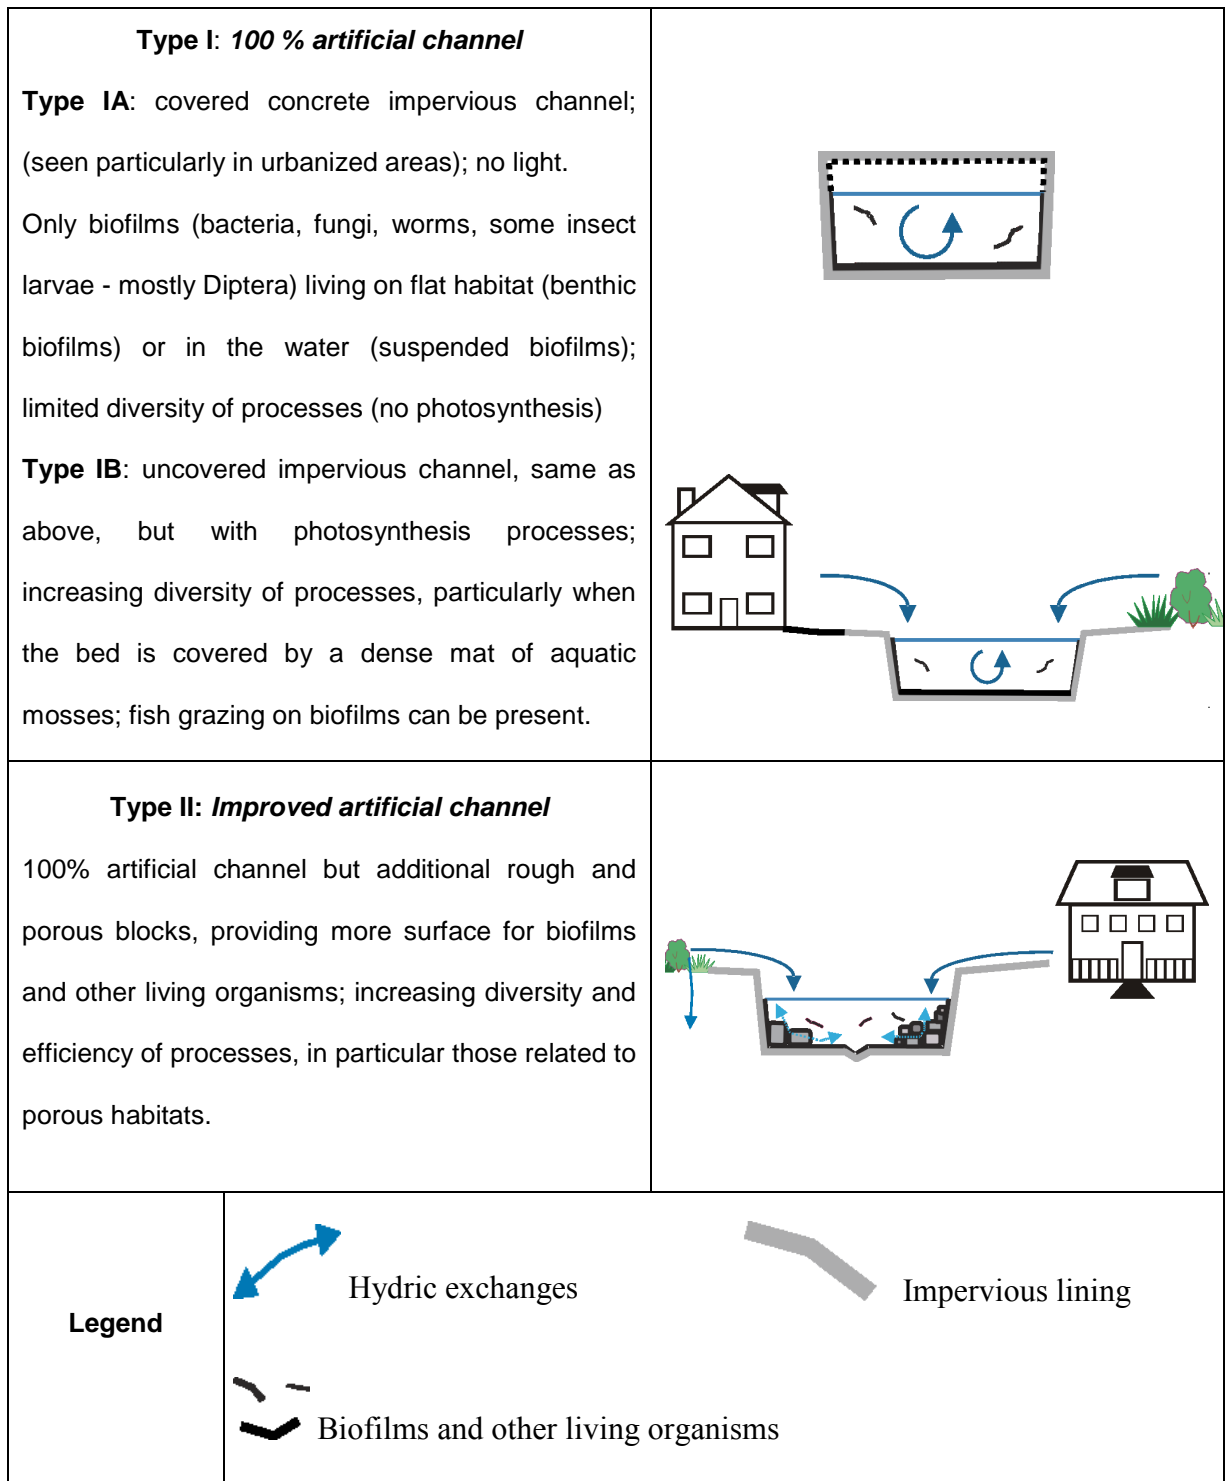 Type I: 100 % artificial channel
Type IA: covered concrete impervious channel;
(seen particularly in urbanized areas); no light.
Only biofilms (bacteria, fungi, worms, some insect
larvae - mostly Diptera) living on flat habitat (benthic
biofilms) or in the water (suspended biofilms);
limited diversity of processes (no photosynthesis)
Type IB: uncovered impervious channel, same as
above, but with photosynthesis processes;
increasing diversity of processes, particularly when
the bed is covered by a dense mat of aquatic
mosses; fish grazing on biofilms can be present.
Type II: Improved artificial channel
100% artificial channel but additional rough and
porous blocks, providing more surface for biofilms
and other living organisms; increasing diversity and
efficiency of processes, in particular those related to
porous habitats.
Legend
Hydric exchanges
Impervious lining
Biofilms and other living organisms